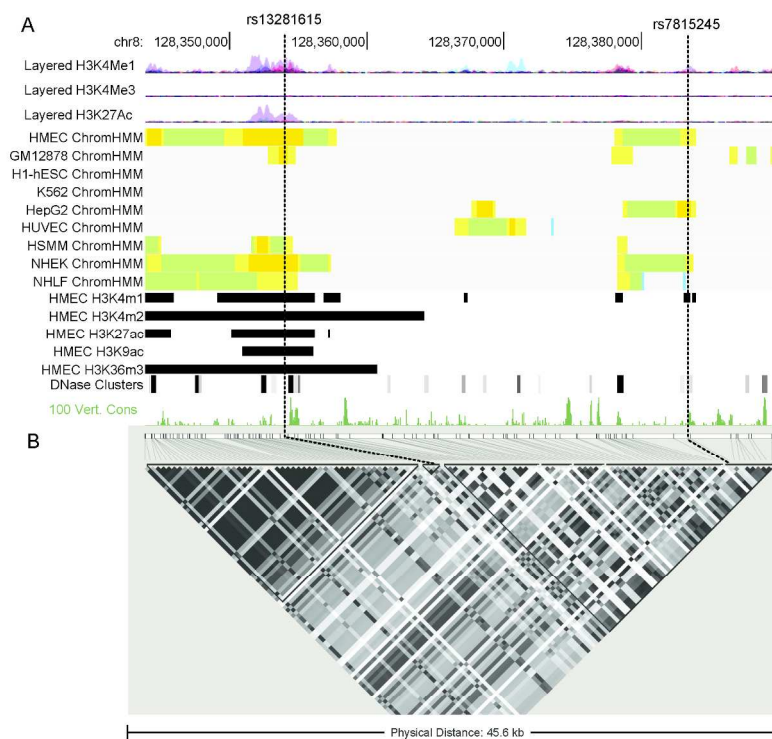 rs13281615
A
rs7815245
chr8: 128,350,000 128,360,000 128,370,000 128,380,000
Layered H3K4Me1
Layered H3K4Me3
Layered H3K27Ac
HMEC ChromHMM
GM12878 ChromHMM
H1-hESC ChromHMM
K562 ChromHMM
HepG2 ChromHMM
HUVEC ChromHMM
HSMM ChromHMM
NHEK ChromHMM
NHLF ChromHMM
HMEC H3K4m1
HMEC H3K4m2
HMEC H3K27ac
HMEC H3K9ac
HMEC H3K36m3
DNase Clusters
100 Vert. Cons
B
Physical Distance: 45.6 kb